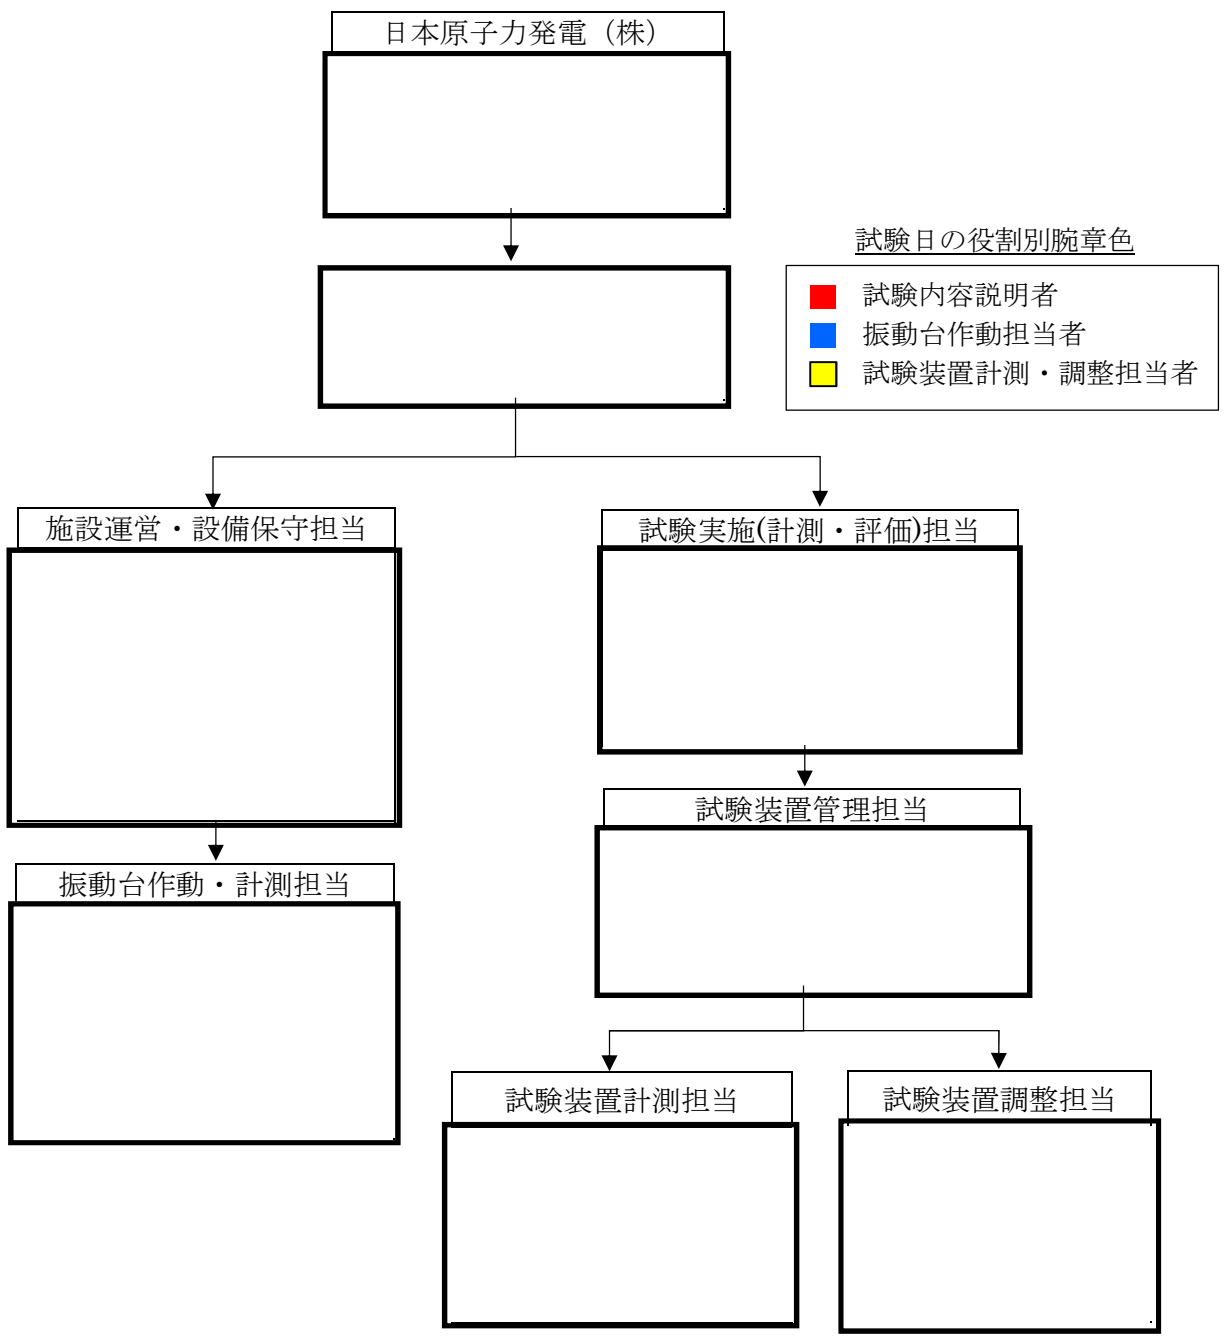 日本原子力発電（株）
試験日の役割別腕章色
試験内容説明者
振動台作動担当者
試験装置計測・調整担当者
施設運営・設備保守担当
試験実施(計測・評価)担当
試験装置管理担当
振動台作動・計測担当
試験装置計測担当
試験装置調整担当